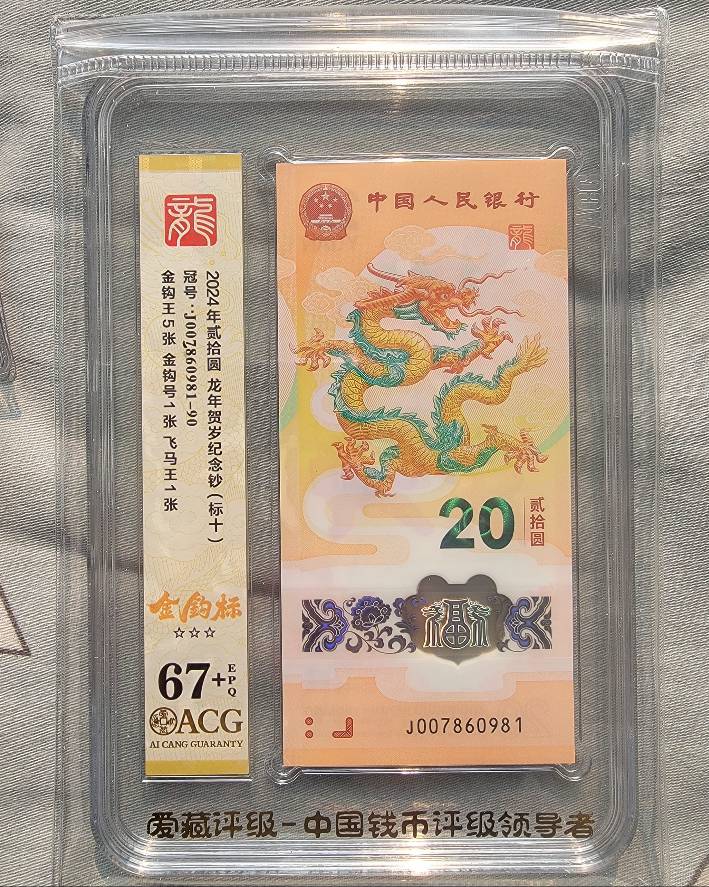 龍
2024年贰拾圆 龙年贺岁纪念钞(标十)
冠号:J007860981-90
金钩王5张 金钩号1张 飞马王1张
金钩标
67+
EPQ
ACG
AI CANG GUARANTY
中国人民银行
龍
20
贰拾圆
福
J007860981
爱藏评级-中国钱币评级领导者